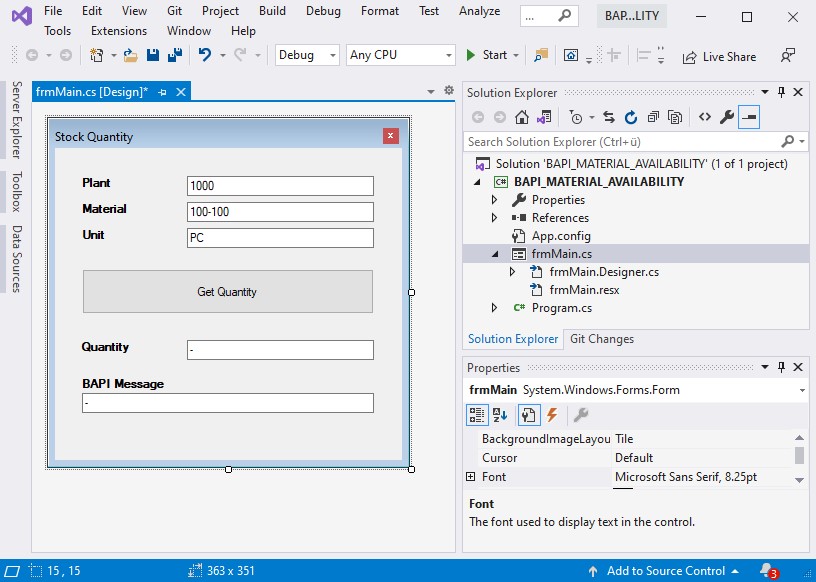 File Edit View Git Project Build Debug Format Test Analyze
Tools Extensions Window Help
...
BAP...LITY
Debug Any CPU Start Live Share
Server Explorer
Toolbox
Data Sources
frmMain.cs [Design]*
Stock Quantity
Plant 1000
Material 100-100
Unit PC
Get Quantity
Quantity -
BAPI Message
-
Solution Explorer
Search Solution Explorer (Ctrl+ü)
Solution 'BAPI_MATERIAL_AVAILABILITY' (1 of 1 project)
C# BAPI_MATERIAL_AVAILABILITY
Properties
References
App.config
frmMain.cs
frmMain.Designer.cs
frmMain.resx
C# Program.cs
Solution Explorer Git Changes
Properties
frmMain System.Windows.Forms.Form
BackgroundImageLayou Tile
Cursor Default
Font Microsoft Sans Serif, 8.25pt
Font
The font used to display text in the control.
15 , 15 363 x 351 Add to Source Control 3